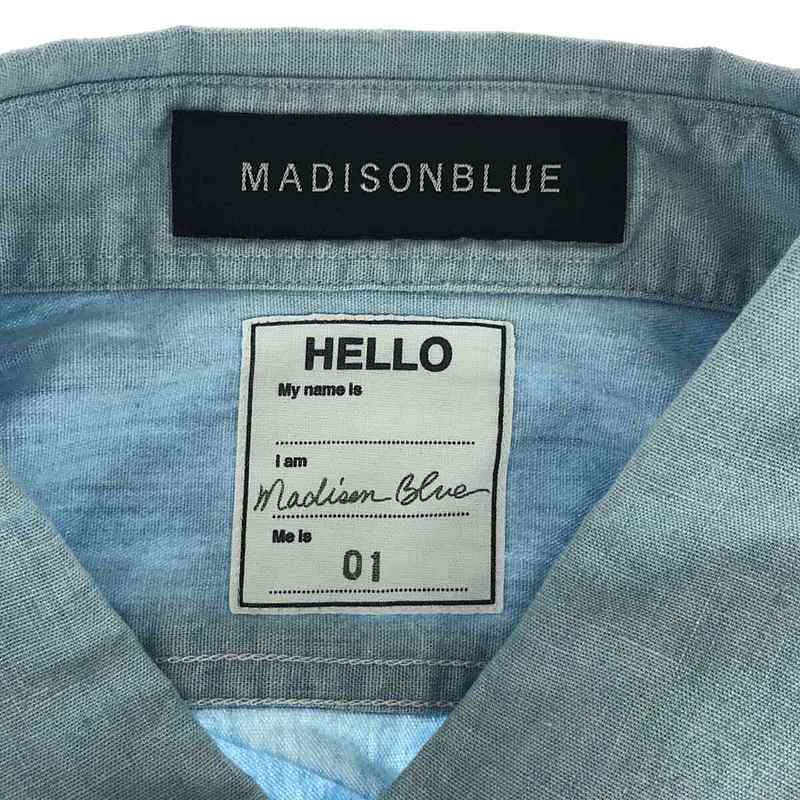 MADISONBLUE
HELLO
My name is
I am
Madison Blue
Me is
01